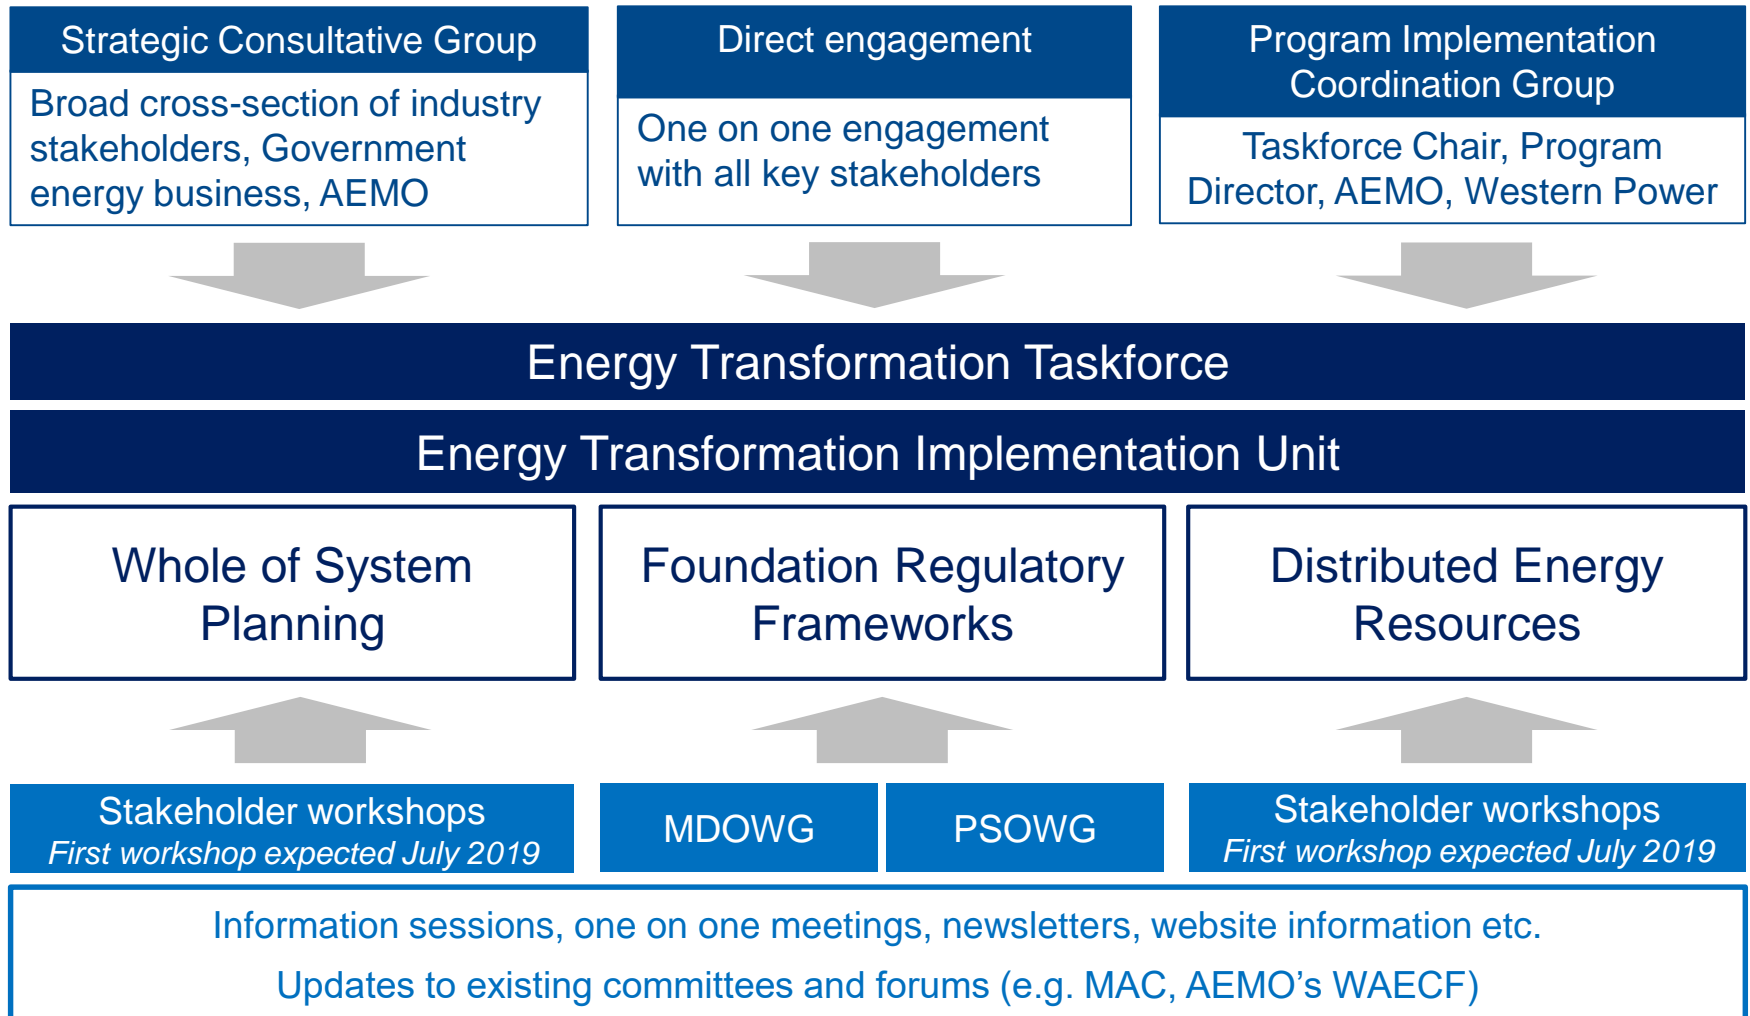 Strategic Consultative Group
Broad cross-section of industry
stakeholders, Government
energy business, AEMO
Direct engagement
One on one engagement
with all key stakeholders
Program Implementation
Coordination Group
Taskforce Chair, Program
Director, AEMO, Western Power
Energy Transformation Taskforce
Energy Transformation Implementation Unit
Whole of System
Planning
Foundation Regulatory
Frameworks
Distributed Energy
Resources
Stakeholder workshops
First workshop expected July 2019
MDOWG
PSOWG
Stakeholder workshops
First workshop expected July 2019
Information sessions, one on one meetings, newsletters, website information etc.
Updates to existing committees and forums (e.g. MAC, AEMO’s WAECF)